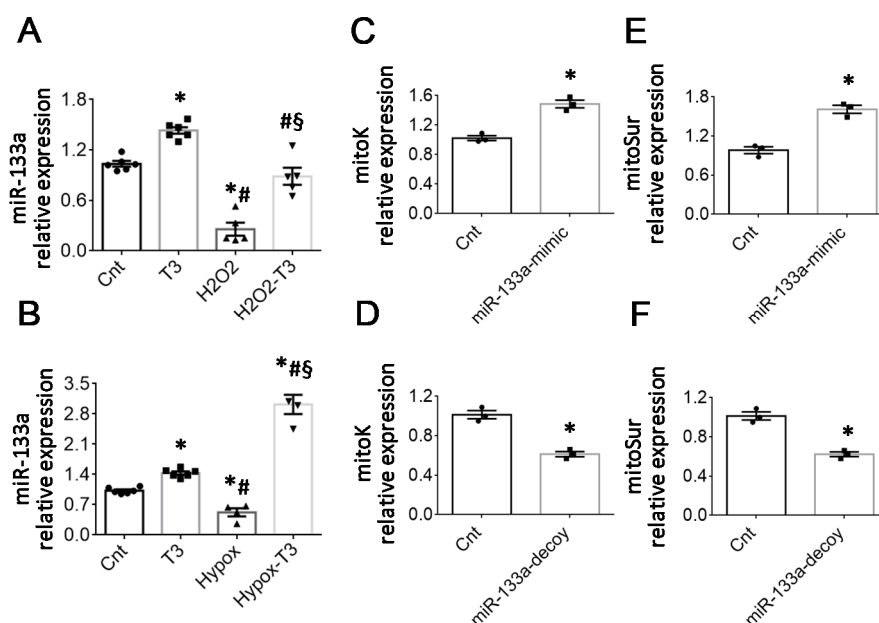 A
miR-133a
relative expression
1.8
1.2
0.6
0.0
*
*#
#§
Cnt
T3
H2O2
H2O2-T3
B
miR-133a
relative expression
3.5
2.8
2.1
1.4
0.7
0.0
*
*#
*#§
Cnt
T3
Hypox
Hypox-T3
C
mitoK
relative expression
1.6
1.2
0.8
0.4
0.0
*
Cnt
miR-133a-mimic
D
mitoK
relative expression
1.2
0.8
0.4
0.0
*
Cnt
miR-133a-decoy
E
mitoSur
relative expression
1.8
1.2
0.6
0.0
*
Cnt
miR-133a-mimic
F
mitoSur
relative expression
1.2
0.8
0.4
0.0
*
Cnt
miR-133a-decoy